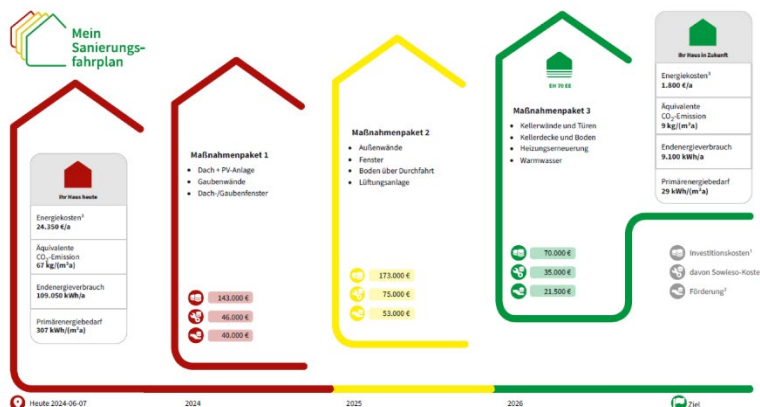 Mein
Sanierungs-
fahrplan
Ihr Haus heute
Energiekosten³
24.350 €/a
Äquivalente
CO₂-Emission
67 kg/(m²a)
Endenergieverbrauch
109.050 kWh/a
Primärenergiebedarf
307 kWh/(m²a)
Maßnahmenpaket 1
• Dach + PV-Anlage
• Gaubenwände
• Dach-/Gaubenfenster
143.000 €
46.000 €
40.000 €
Maßnahmenpaket 2
• Außenwände
• Fenster
• Boden über Durchfahrt
• Lüftungsanlage
173.000 €
75.000 €
53.000 €
EH 70 EE
Maßnahmenpaket 3
• Kellerwände und Türen
• Kellerdecke und Boden
• Heizungserneuerung
• Warmwasser
70.000 €
35.000 €
21.500 €
Ihr Haus in Zukunft
Energiekosten³
1.800 €/a
Äquivalente
CO₂-Emission
9 kg/(m²a)
Endenergieverbrauch
9.100 kWh/a
Primärenergiebedarf
29 kWh/(m²a)
Investitionskosten¹
davon Sowieso-Koste
Förderung²
Heute 2024-06-07
2024
2025
2026
Ziel